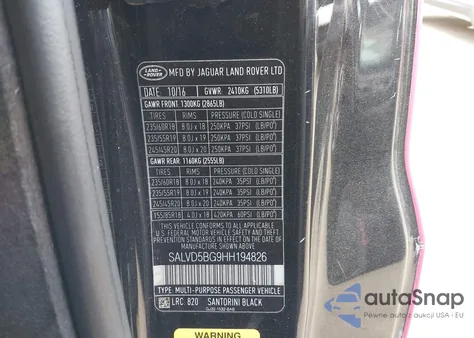 LAND ROVER
MFD BY JAGUAR LAND ROVER LTD
DATE 10/16 GVWR 2410KG (5310LB)
GAWR FRONT 1300KG (2865LB)
TIRES RIMS PRESSURE (COLD SINGLE)
235/60R18 8.0J x 18 250KPA 37PSI (LB/PO²)
235/55R19 8.0J x 19 250KPA 37PSI (LB/PO²)
245/45R20 8.0J x 20 250KPA 37PSI (LB/PO²)
GAWR REAR 1160KG (2555LB)
TIRES RIMS PRESSURE (COLD SINGLE)
235/60R18 8.0J x 18 240KPA 35PSI (LB/PO²)
235/55R19 8.0J x 19 240KPA 35PSI (LB/PO²)
245/45R20 8.0J x 20 240KPA 35PSI (LB/PO²)
155/85R18 4.0J x 18 420KPA 60PSI (LB/PO²)
THIS VEHICLE CONFORMS TO ALL APPLICABLE
U.S. FEDERAL MOTOR VEHICLE SAFETY STANDARDS
IN EFFECT ON THE DATE OF
MANUFACTURE SHOWN ABOVE
SALVD5BG9HH194826
TYPE: MULTI-PURPOSE PASSENGER VEHICLE
LRC 820 SANTORINI BLACK
WARNING
autoSnap
Pewny zakup aut z USA i EU